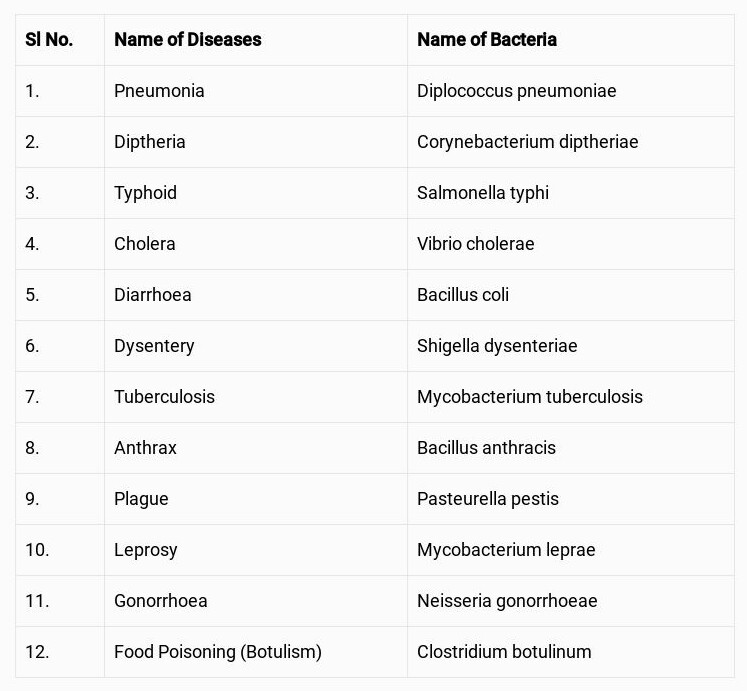 Sl No. Name of Diseases Name of Bacteria
1. Pneumonia Diplococcus pneumoniae
2. Diptheria Corynebacterium diptheriae
3. Typhoid Salmonella typhi
4. Cholera Vibrio cholerae
5. Diarrhoea Bacillus coli
6. Dysentery Shigella dysenteriae
7. Tuberculosis Mycobacterium tuberculosis
8. Anthrax Bacillus anthracis
9. Plague Pasteurella pestis
10. Leprosy Mycobacterium leprae
11. Gonorrhoea Neisseria gonorrhoeae
12. Food Poisoning (Botulism) Clostridium botulinum